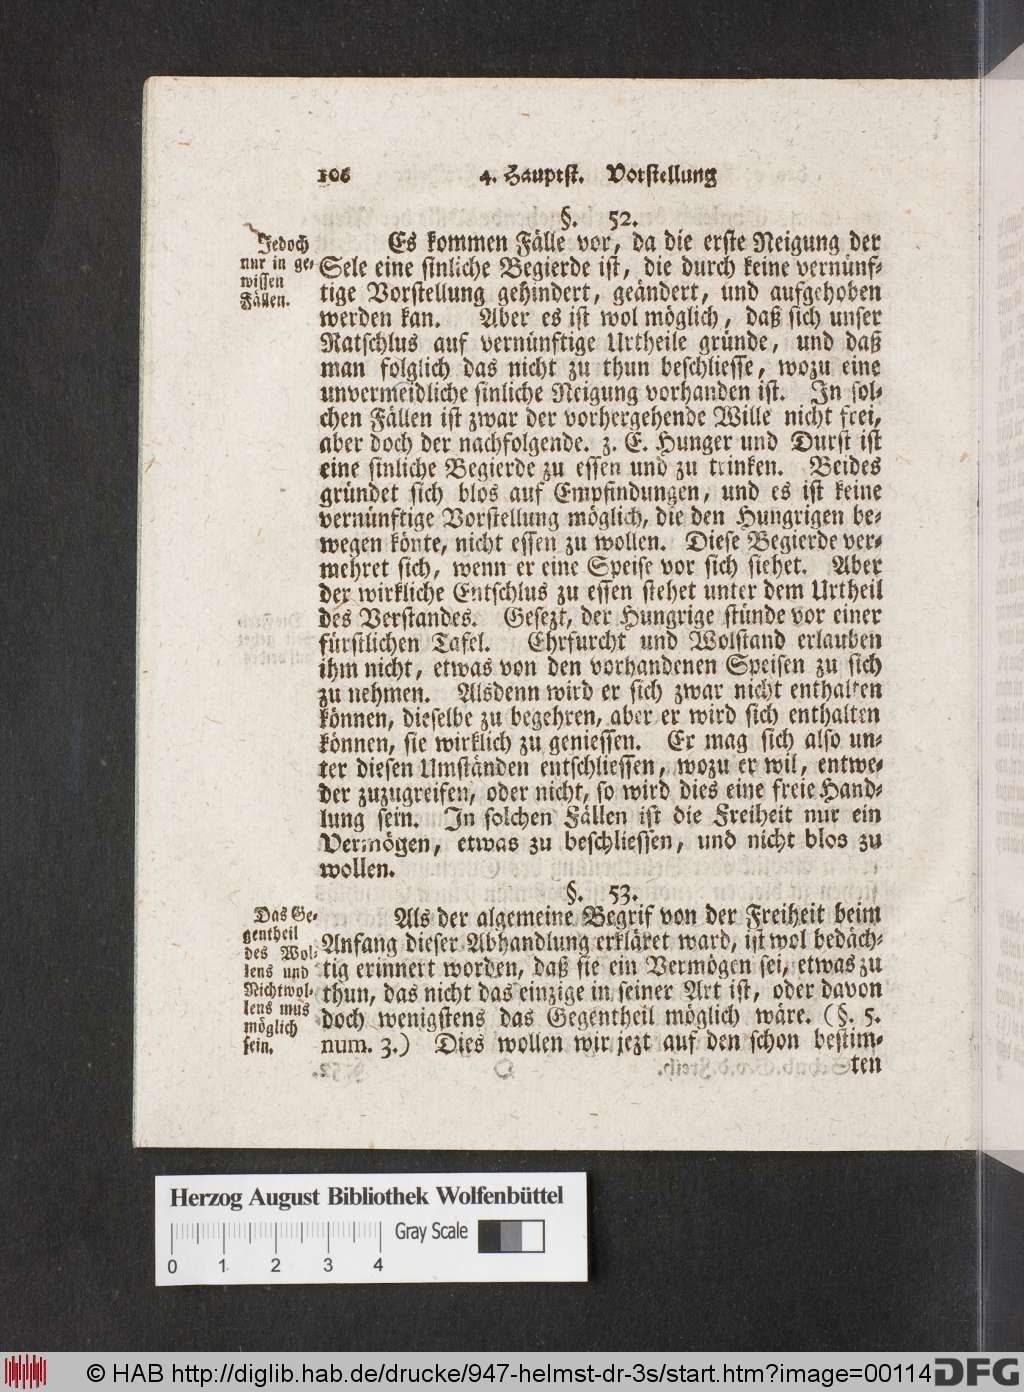 106 4. Hauptst. Vorstellung
§. 52.
Jedoch
nur in ge-
wissen
Fällen.
Es kommen Fälle vor, da die erste Neigung der
Sele eine sinliche Begierde ist, die durch keine vernünf-
tige Vorstellung gehindert, geändert, und aufgehoben
werden kan. Aber es ist wol möglich, daß sich unser
Ratschlus auf vernünftige Urtheile gründe, und daß
man folglich das nicht zu thun beschliesse, wozu eine
unvermeidliche sinliche Neigung vorhanden ist. In sol-
chen Fällen ist zwar der vorhergehende Wille nicht frei,
aber doch der nachfolgende. z. E. Hunger und Durst ist
eine sinliche Begierde zu essen und zu trinken. Beides
gründet sich blos auf Empfindungen, und es ist keine
vernünftige Vorstellung möglich, die den Hungrigen be-
wegen könte, nicht essen zu wollen. Diese Begierde ver-
mehret sich, wenn er eine Speise vor sich siehet. Aber
der wirkliche Entschlus zu essen stehet unter dem Urtheil
des Verstandes. Gesezt, der Hungrige stünde vor einer
fürstlichen Tafel. Ehrfurcht und Wolstand erlauben
ihm nicht, etwas von den vorhandenen Speisen zu sich
zu nehmen. Alsdenn wird er sich zwar nicht enthalten
können, dieselbe zu begehren, aber er wird sich enthalten
können, sie wirklich zu geniessen. Er mag sich also un-
ter diesen Umständen entschliessen, wozu er wil, entwe-
der zuzugreifen, oder nicht, so wird dies eine freie Hand-
lung sein. In solchen Fällen ist die Freiheit nur ein
Vermögen, etwas zu beschliessen, und nicht blos zu
wollen.
§. 53.
Das Ge-
gentheil
des Wol-
lens und
Nichtwol-
lens mus
möglich
sein.
Als der algemeine Begrif von der Freiheit beim
Anfang dieser Abhandlung erkläret ward, ist wol bedäch-
tig erinnert worden, daß sie ein Vermögen sei, etwas zu
thun, das nicht das einzige in seiner Art ist, oder davon
doch wenigstens das Gegentheil möglich wäre. (§. 5.
num. 3.) Dies wollen wir jezt auf den schon bestim-
ten
Herzog August Bibliothek Wolfenbüttel
Gray Scale
0 1 2 3 4
© HAB http://diglib.hab.de/drucke/947-helmst-dr-3s/start.htm?image=00114
DFG